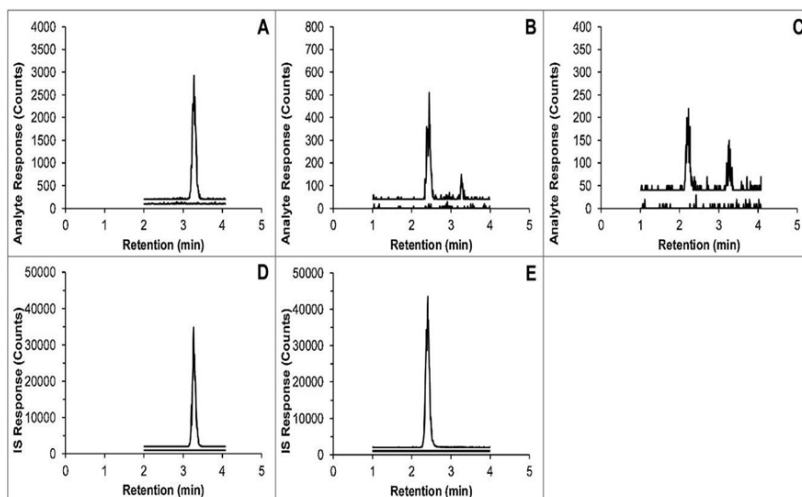 A
Analyte Response (Counts)
4000
3500
3000
2500
2000
1500
1000
500
0
0 1 2 3 4 5
Retention (min)
B
Analyte Response (Counts)
800
700
600
500
400
300
200
100
0
0 1 2 3 4 5
Retention (min)
C
Analyte Response (Counts)
400
350
300
250
200
150
100
50
0
0 1 2 3 4 5
Retention (min)
D
IS Response (Counts)
50000
40000
30000
20000
10000
0
0 1 2 3 4 5
Retention (min)
E
IS Response (Counts)
50000
40000
30000
20000
10000
0
0 1 2 3 4 5
Retention (min)